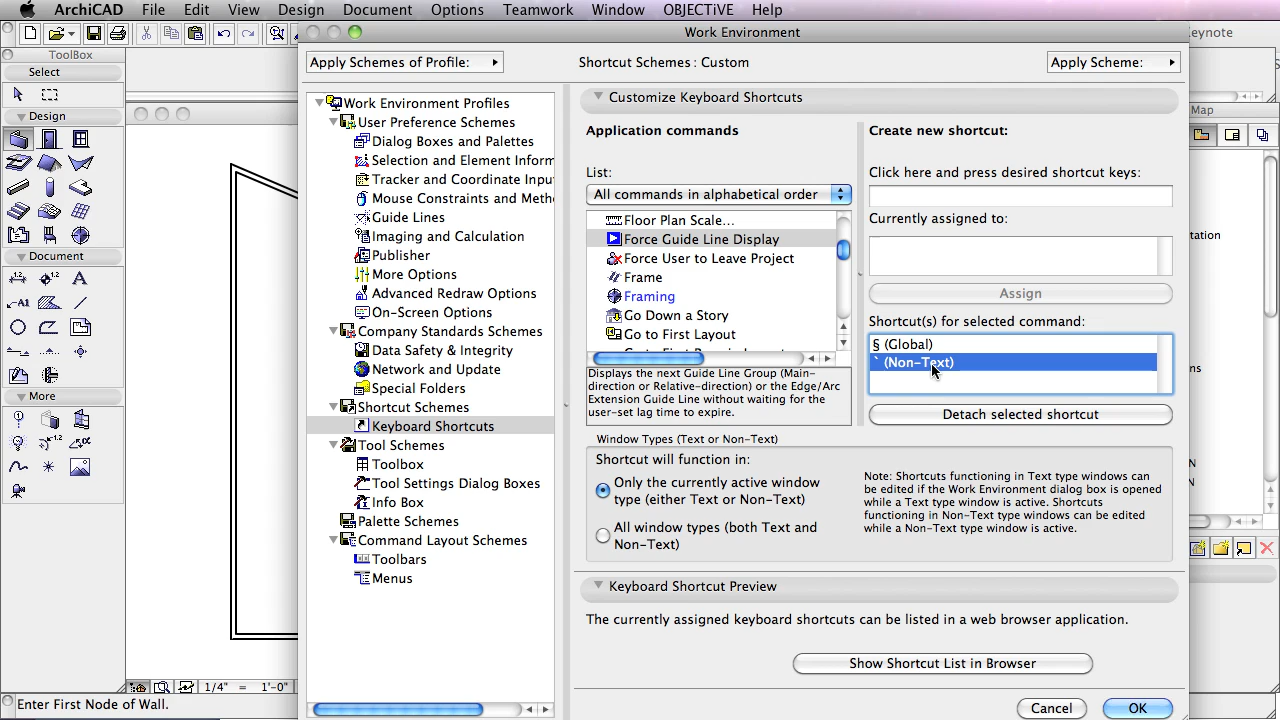 ArchiCAD File Edit View Design Document Options Teamwork Window OBJECTiVE Help
Work Environment
ToolBox
Select
Design
Document
More
Apply Schemes of Profile:
Shortcut Schemes : Custom
Apply Scheme:
Work Environment Profiles
User Preference Schemes
Dialog Boxes and Palettes
Selection and Element Inform
Tracker and Coordinate Inpu
Mouse Constraints and Metho
Guide Lines
Imaging and Calculation
Publisher
More Options
Advanced Redraw Options
On-Screen Options
Company Standards Schemes
Data Safety & Integrity
Network and Update
Special Folders
Shortcut Schemes
Keyboard Shortcuts
Tool Schemes
Toolbox
Tool Settings Dialog Boxes
Info Box
Palette Schemes
Command Layout Schemes
Toolbars
Menus
Customize Keyboard Shortcuts
Application commands
List:
All commands in alphabetical order
Floor Plan Scale...
Force Guide Line Display
Force User to Leave Project
Frame
Framing
Go Down a Story
Go to First Layout
Displays the next Guide Line Group (Main-
direction or Relative-direction) or the Edge/Arc
Extension Guide Line without waiting for the
user-set lag time to expire.
Create new shortcut:
Click here and press desired shortcut keys:
Currently assigned to:
Assign
Shortcut(s) for selected command:
§ (Global)
` (Non-Text)
Detach selected shortcut
Window Types (Text or Non-Text)
Shortcut will function in:
Only the currently active window
type (either Text or Non-Text)
All window types (both Text and
Non-Text)
Note: Shortcuts functioning in Text type windows can
be edited if the Work Environment dialog box is opened
while a Text type window is active. Shortcuts
functioning in Non-Text type windows can be edited
while a Non-Text type window is active.
Keyboard Shortcut Preview
The currently assigned keyboard shortcuts can be listed in a web browser application.
Show Shortcut List in Browser
Cancel
OK
Keynote
Map
tation
ns
N
N
1/4" = 1'-0"
Enter First Node of Wall.